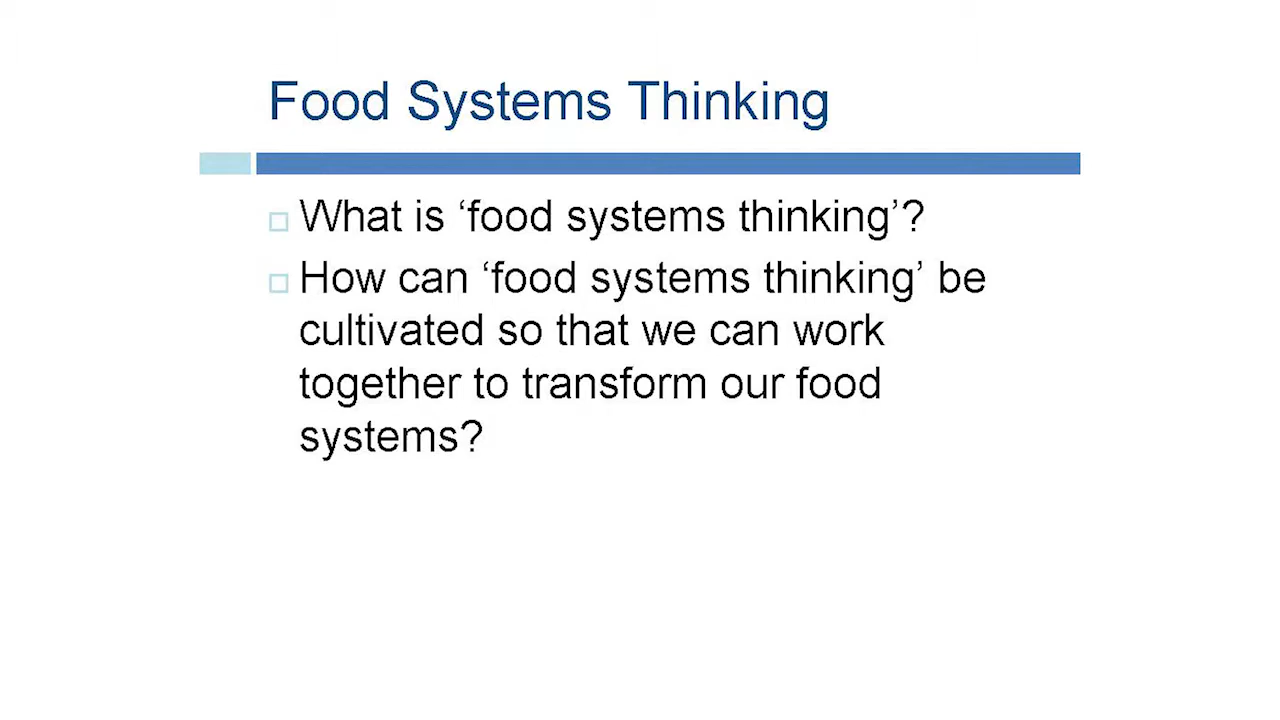 Food Systems Thinking
What is ‘food systems thinking’?
How can ‘food systems thinking’ be
cultivated so that we can work
together to transform our food
systems?